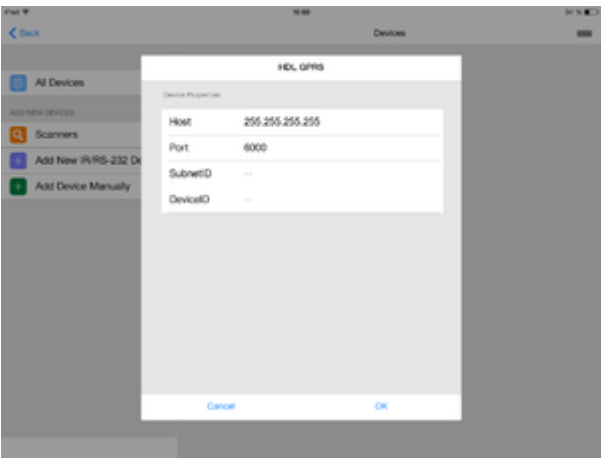 iPad
Back
Devices
All Devices
ADD NEW DEVICES
Scanners
Add New IR/RS-232 De
Add Device Manually
HDL GPRS
Device Properties
Host 255.255.255.255
Port 6000
SubnetID ---
DeviceID ---
Cancel OK